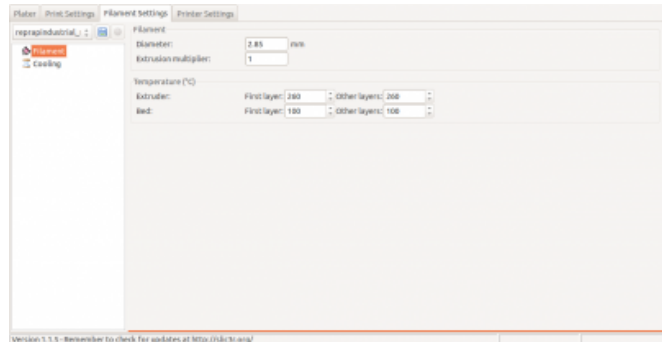 Plater Print Settings Filament Settings Printer Settings
reprapindustrial_
Filament
Cooling
Filament
Diameter: 2.85 mm
Extrusion multiplier: 1
Temperature (°C)
Extruder: First layer: 260 Other layers: 260
Bed: First layer: 100 Other layers: 100
Version 1.1.5 - Remember to check for updates at http://slic3r.org/